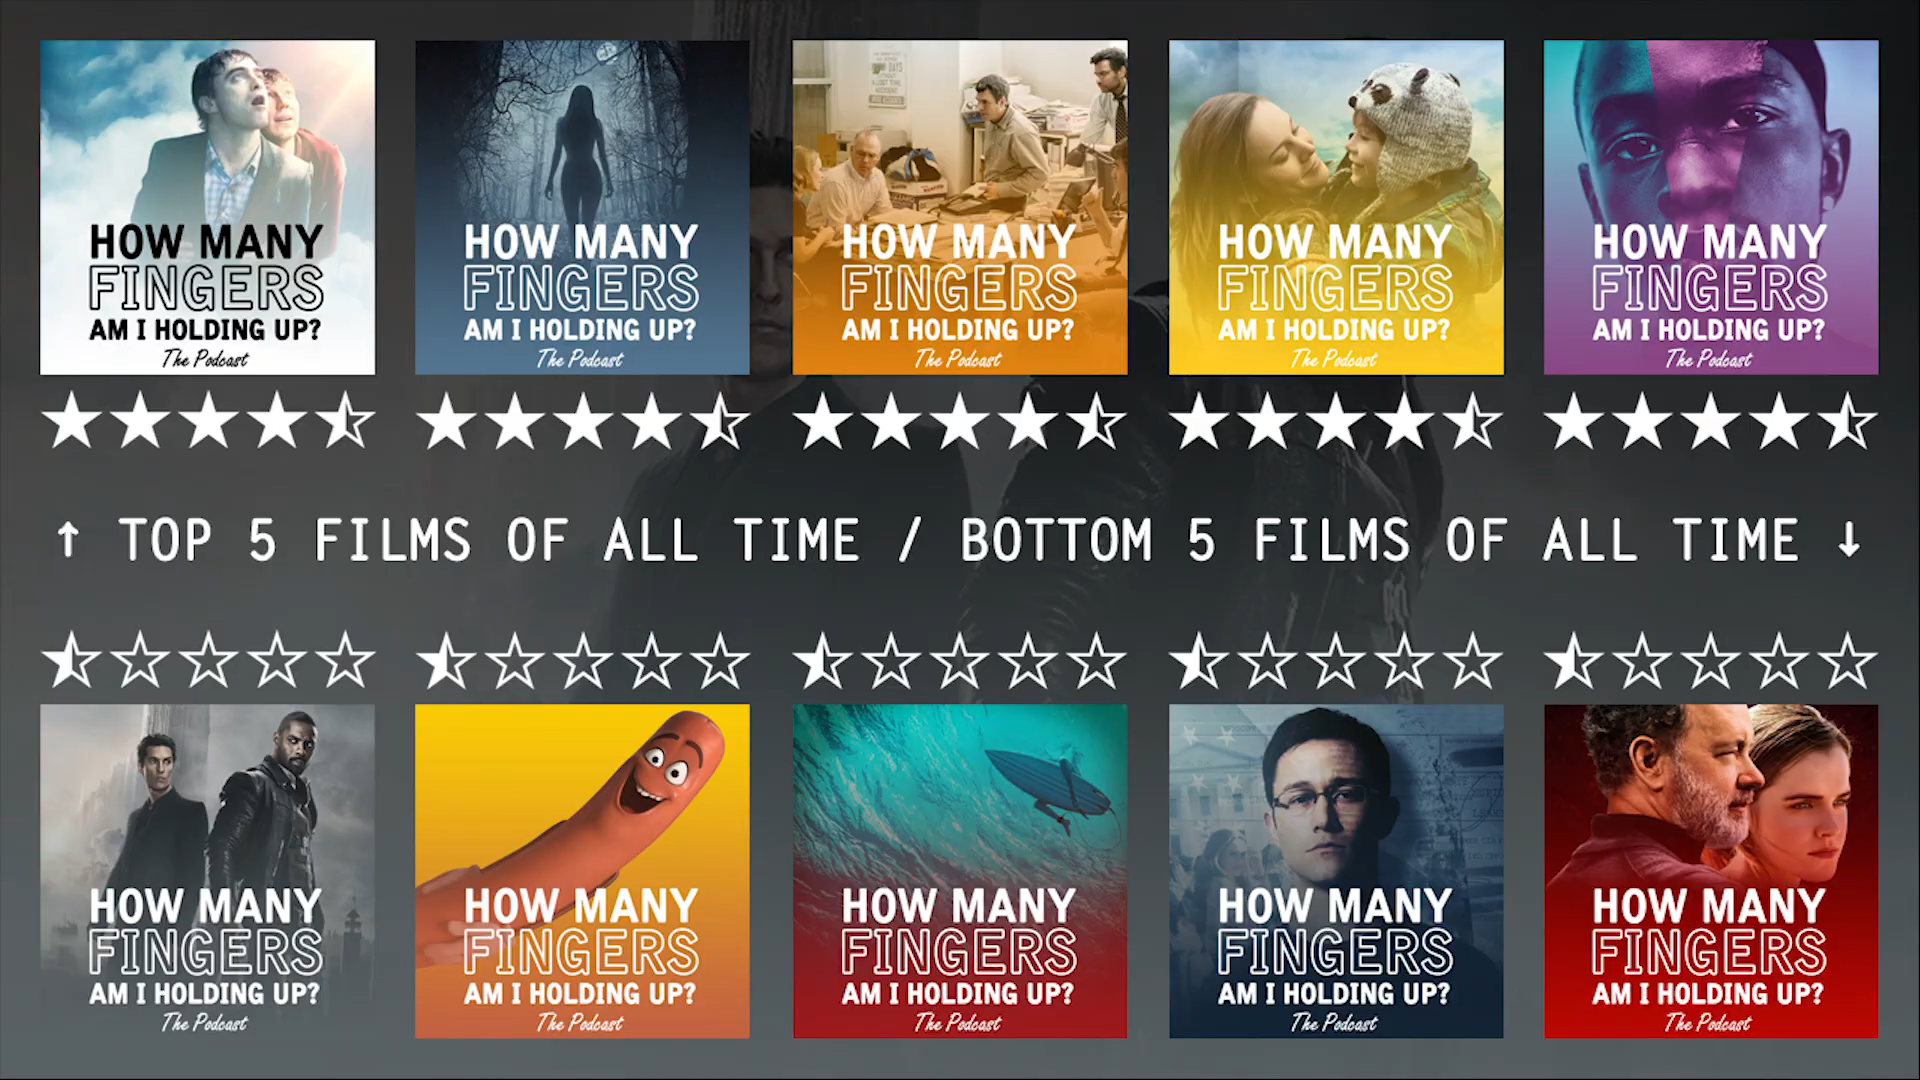 HOW MANY
FINGERS
AM I HOLDING UP?
The Podcast
HOW MANY
FINGERS
AM I HOLDING UP?
The Podcast
HOW MANY
FINGERS
AM I HOLDING UP?
The Podcast
HOW MANY
FINGERS
AM I HOLDING UP?
The Podcast
HOW MANY
FINGERS
AM I HOLDING UP?
The Podcast
↑ TOP 5 FILMS OF ALL TIME / BOTTOM 5 FILMS OF ALL TIME ↓
HOW MANY
FINGERS
AM I HOLDING UP?
The Podcast
HOW MANY
FINGERS
AM I HOLDING UP?
The Podcast
HOW MANY
FINGERS
AM I HOLDING UP?
The Podcast
HOW MANY
FINGERS
AM I HOLDING UP?
The Podcast
HOW MANY
FINGERS
AM I HOLDING UP?
The Podcast